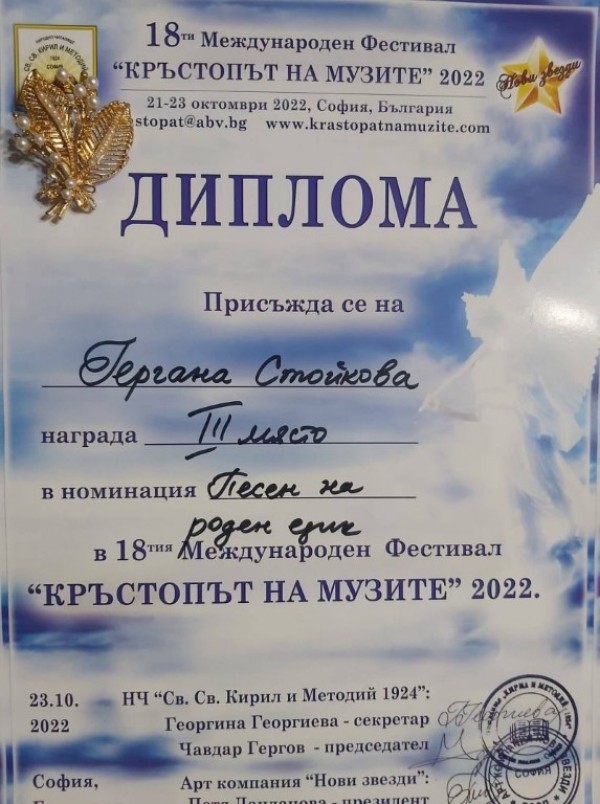 18ти Международен Фестивал
“КРЪСТОПЪТ НА МУЗИТЕ” 2022
Нови звезди
21-23 октомври 2022, София, България
stopat@abv.bg www.krastopatnamuzite.com
ДИПЛОМА
Присъжда се на
Гергана Стойкова
награда III място
в номинация Песен на
роден език
в 18тия Международен Фестивал
“КРЪСТОПЪТ НА МУЗИТЕ” 2022.
23.10. НЧ “Св. Св. Кирил и Методий 1924”:
2022 Георгина Георгиева - секретар
Чавдар Гергов - председател
София, Арт компания “Нови звезди”:
президент
СОФИЯ